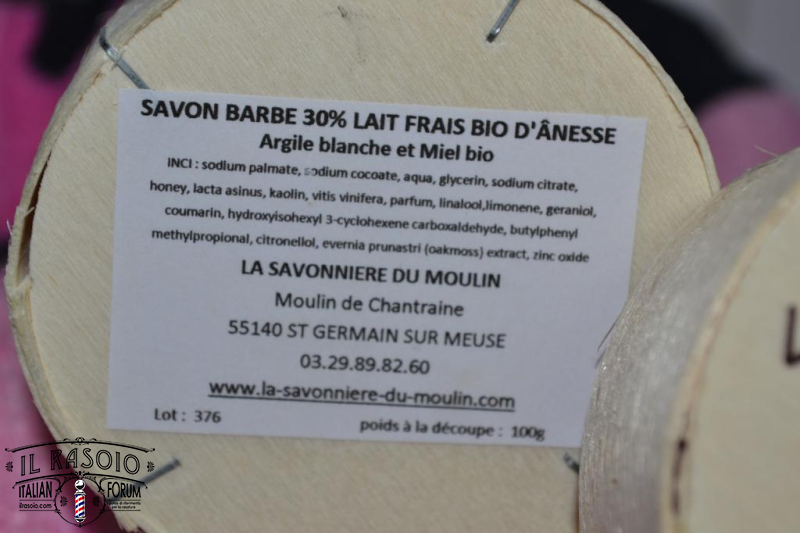 SAVON BARBE 30% LAIT FRAIS BIO D'ÂNESSE
Argile blanche et Miel bio
INCI : sodium palmate, sodium cocoate, aqua, glycerin, sodium citrate,
honey, lacta asinus, kaolin, vitis vinifera, parfum, linalool,limonene, geraniol,
coumarin, hydroxyisohexyl 3-cyclohexene carboxaldehyde, butylphenyl
methylpropional, citronellol, evernia prunastri (oakmoss) extract, zinc oxide
LA SAVONNIERE DU MOULIN
Moulin de Chantraine
55140 ST GERMAIN SUR MEUSE
03.29.89.82.60
www.la-savonniere-du-moulin.com
Lot : 376
poids à la découpe : 100g
IL RASOIO
ITALIAN FORUM
ilrasoio.com